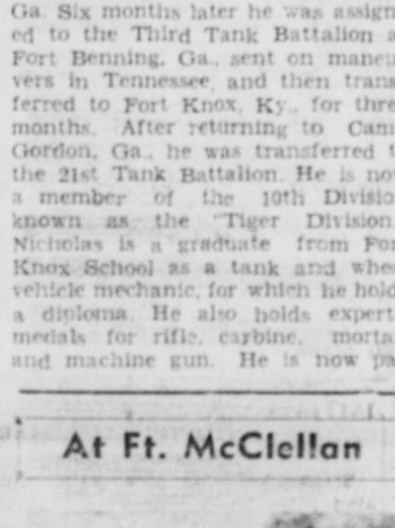 Ga. Six months later he was assign
ed to the Third Tank Battalion a
Fort Benning, Ga., sent on maneu
vers in Tennessee and then trans
ferred to Fort Knox, Ky., for thre
months. After returning to Cam
Gordon, Ga., he was transferred t
the 21st Tank Battalion. He is no
a member of the 10th Divisio
known as the "Tiger Division.
Nicholas is a graduate from For
Knox School as a tank and whee
vehicle mechanic, for which he hold
a diploma. He also holds expert
medals for rifle, carbine, morta
and machine gun. He is now pa
At Ft. McClellan